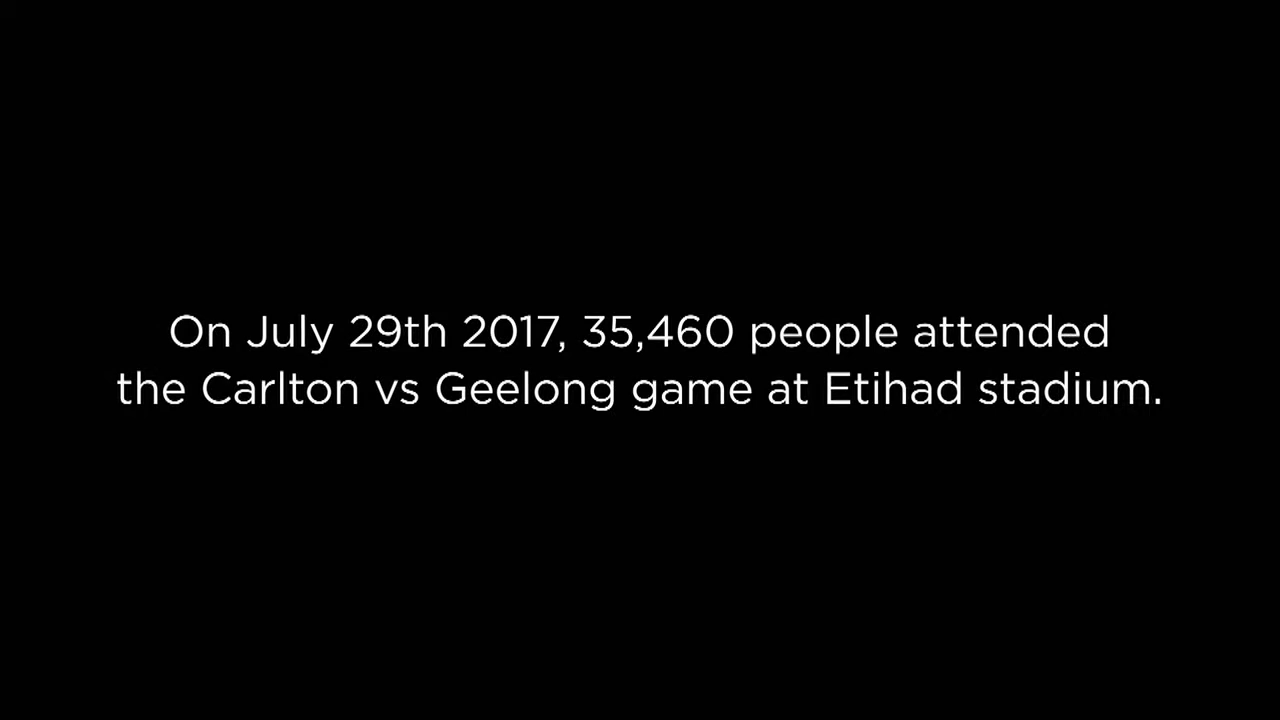 On July 29th 2017, 35,460 people attended
the Carlton vs Geelong game at Etihad stadium.